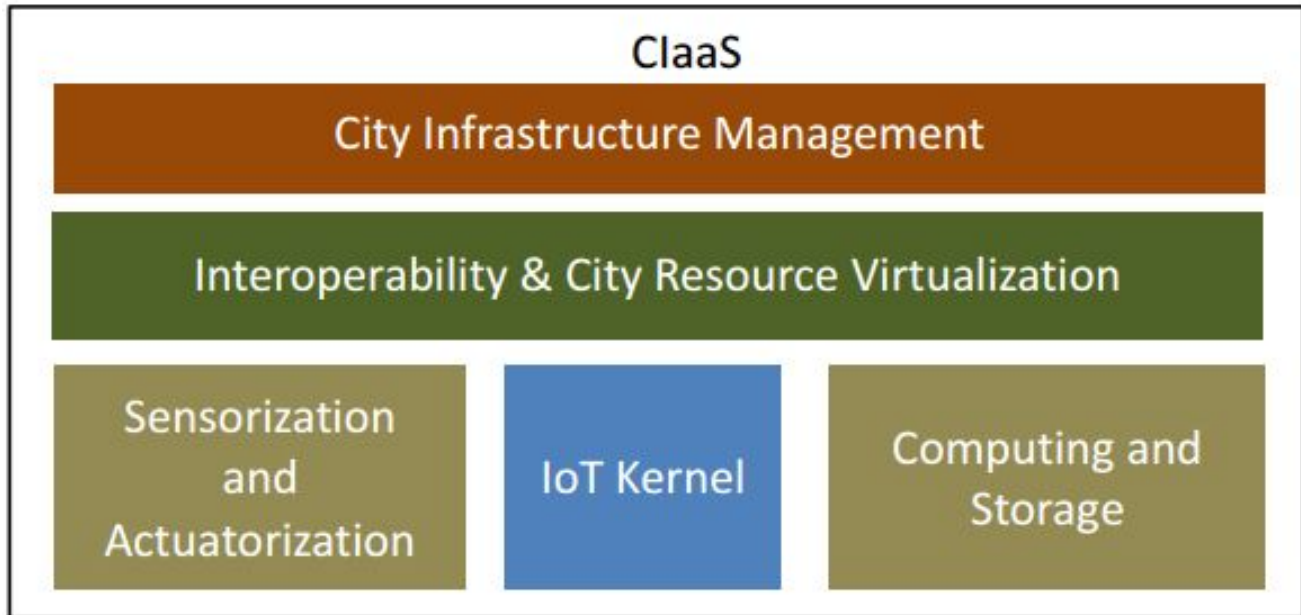 CIaaS
City Infrastructure Management
Interoperability & City Resource Virtualization
Sensorization
and
Actuatorization
IoT Kernel
Computing and
Storage